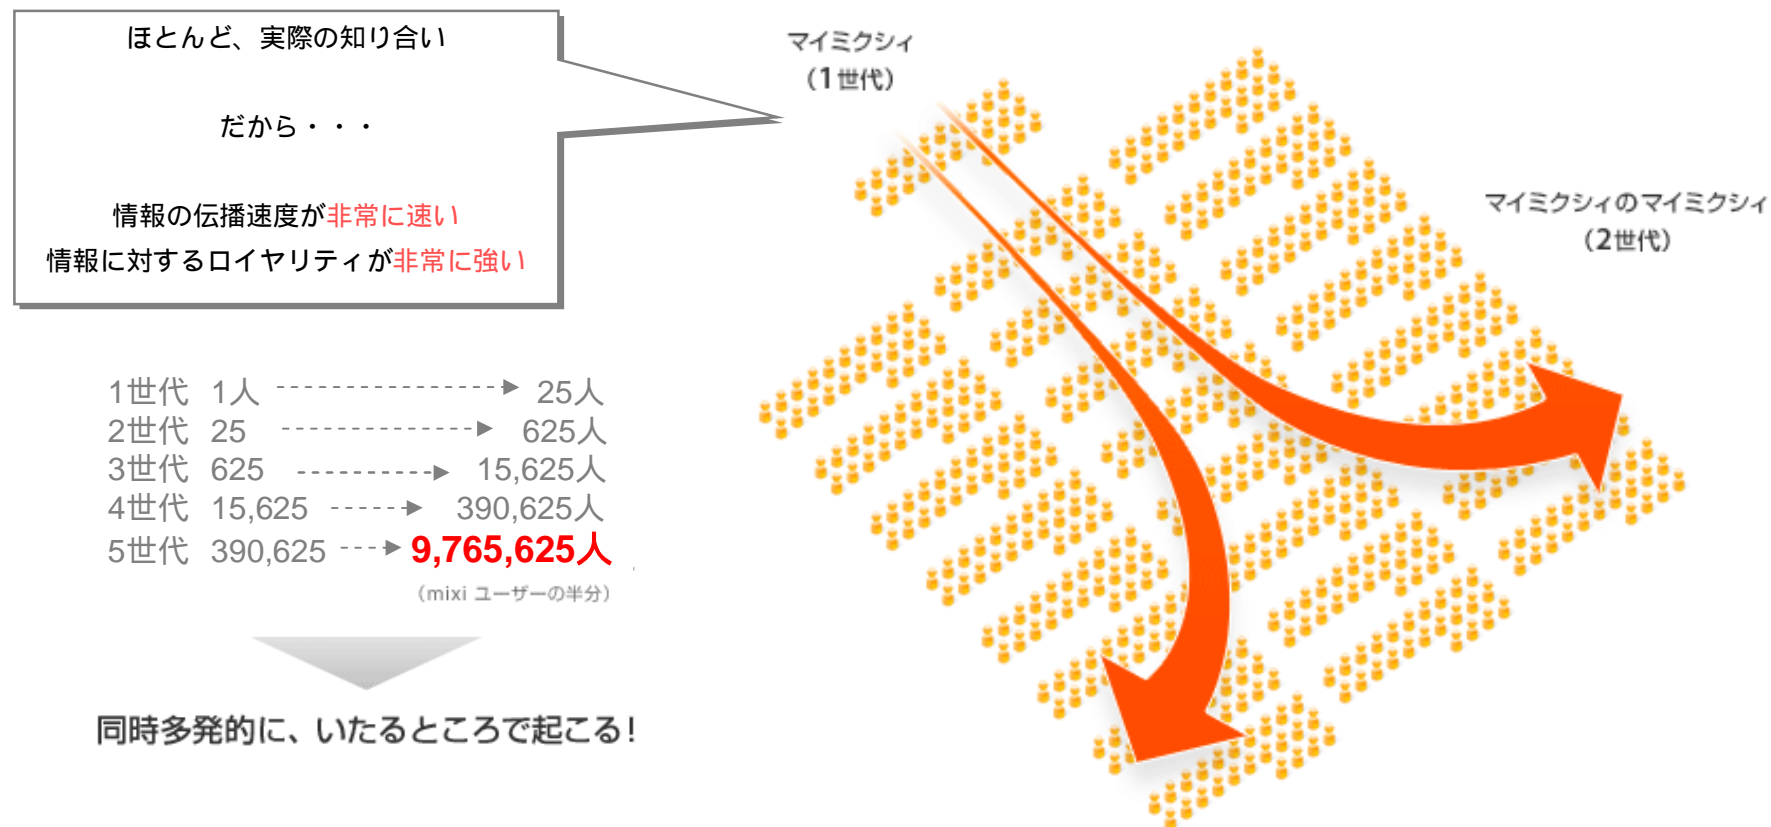 ほとんど、実際の知り合い
だから・・・
情報の伝播速度が非常に速い
情報に対するロイヤリティが非常に強い
マイミクシィ
（1世代）
マイミクシィのマイミクシィ
（2世代）
1世代 1人 25人
2世代 25 625人
3世代 625 15,625人
4世代 15,625 390,625人
5世代 390,625 9,765,625人
（mixi ユーザーの半分）
同時多発的に、いたるところで起こる！